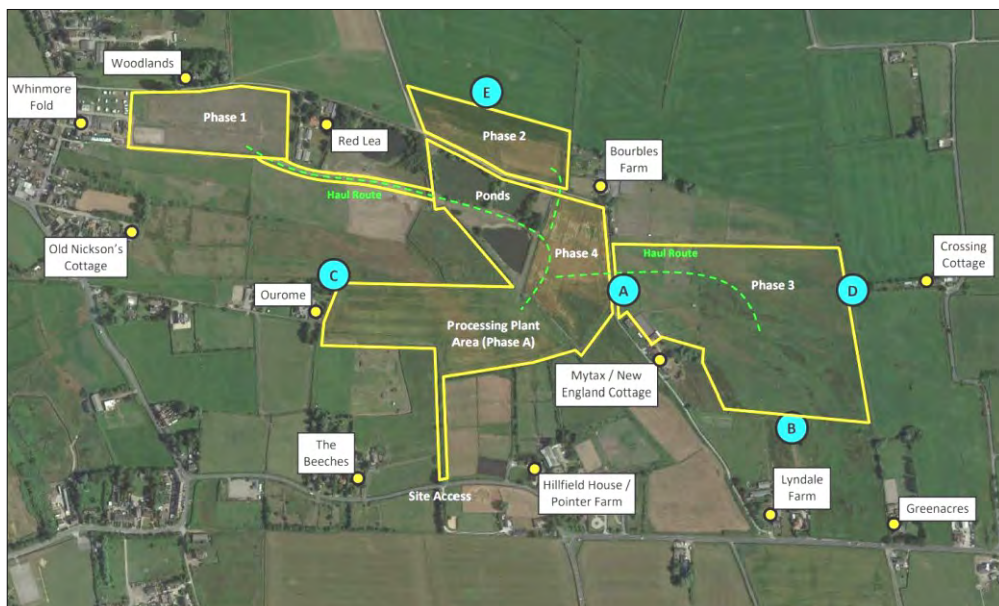 Woodlands
Whinmore
Fold
Phase 1
E
Phase 2
Red Lea
Bourbles
Farm
Haul Route
Ponds
Old Nickson's
Cottage
Phase 4
Haul Route
Crossing
Cottage
C
Ourome
A
Phase 3
D
Processing Plant
Area (Phase A)
Mytax / New
England Cottage
B
The
Beeches
Site Access
Hillfield House /
Pointer Farm
Lyndale
Farm
Greenacres